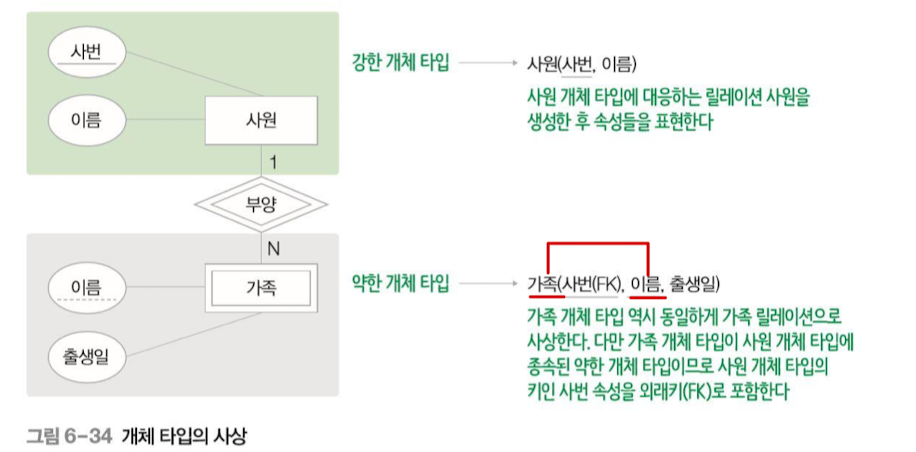 사번
강한 개체 타입
사원(사번, 이름)
이름
사원
사원 개체 타입에 대응하는 릴레이션 사원을
생성한 후 속성들을 표현한다
1
부양
N
이름
가족
약한 개체 타입
가족(사번(FK), 이름, 출생일)
출생일
가족 개체 타입 역시 동일하게 가족 릴레이션으로
사상한다. 다만 가족 개체 타입이 사원 개체 타입에
종속된 약한 개체 타입이므로 사원 개체 타입의
키인 사번 속성을 외래키(FK)로 포함한다
그림 6-34 개체 타입의 사상